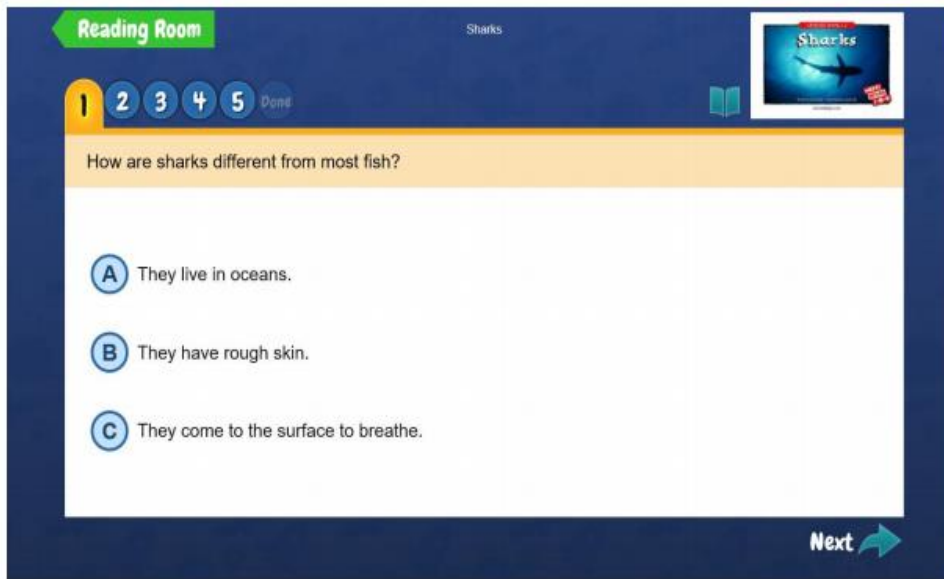 Reading Room
Sharks
Sharks
1 2 3 4 5 Done
How are sharks different from most fish?
A They live in oceans.
B They have rough skin.
C They come to the surface to breathe.
Next